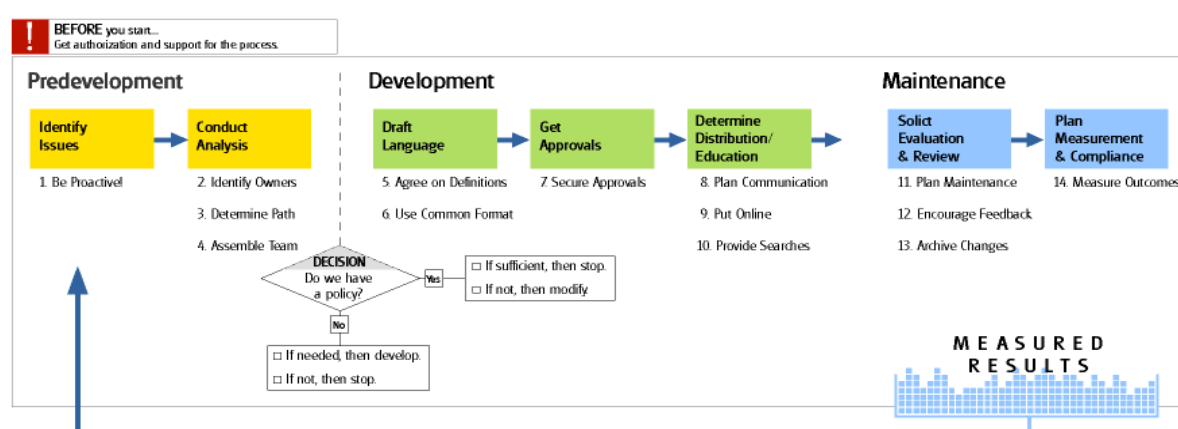 !
BEFORE you start...
Get authorization and support for the process.
Predevelopment
Development
Maintenance
Identify
Issues
Conduct
Analysis
Draft
Language
Get
Approvals
Determine
Distribution/
Education
Solict
Evaluation
& Review
Plan
Measurement
& Compliance
1. Be Proactive!
2. Identify Owners
3. Determine Path
4. Assemble Team
5. Agree on Definitions
6. Use Common Format
7. Secure Approvals
8. Plan Communication
9. Put Online
10. Provide Searches
11. Plan Maintenance
12. Encourage Feedback
13. Archive Changes
14. Measure Outcomes
DECISION
Do we have
a policy?
Yes
If sufficient, then stop.
If not, then modify.
No
If needed, then develop.
If not, then stop.
MEASURED
RESULTS